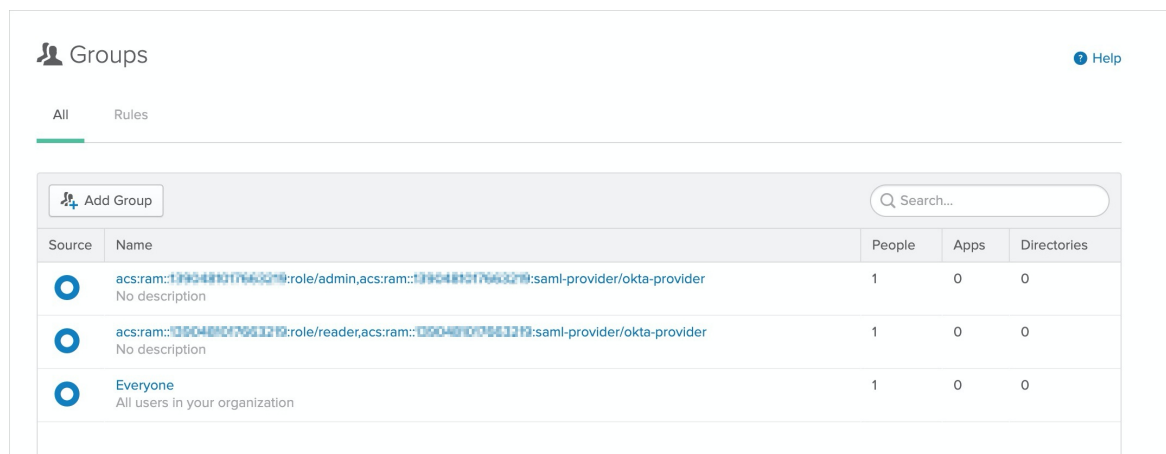 Groups
Help
All Rules
Add Group
Search...
Source Name People Apps Directories
acs:ram:: :role/admin,acs:ram:: :saml-provider/okta-provider 1 0 0
No description
acs:ram:: :role/reader,acs:ram:: :saml-provider/okta-provider 1 0 0
No description
Everyone 1 0 0
All users in your organization